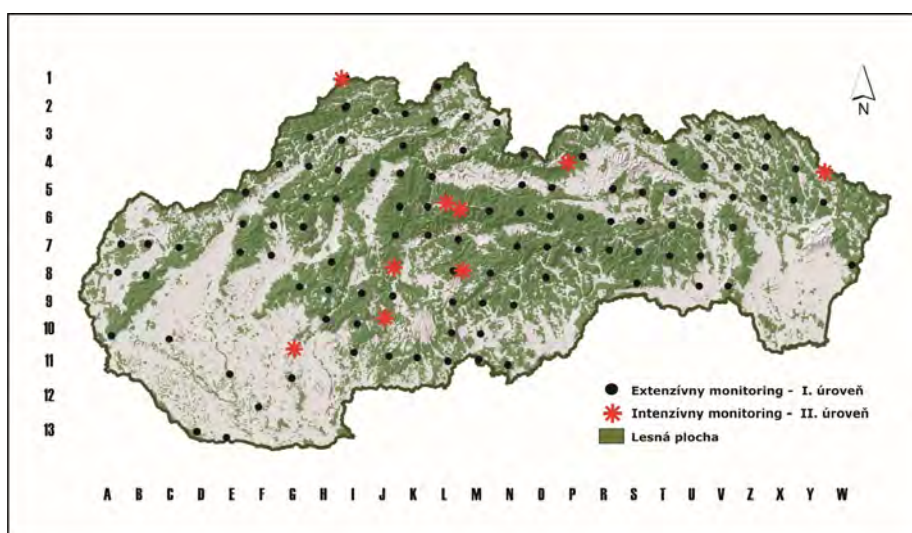 1
2
3
4
5
6
7
8
9
10
11
12
13
N
Extenzívny monitoring - I. úroveň
Intenzívny monitoring - II. úroveň
Lesná plocha
A B C D E F G H I J K L M N O P R S T U V Z X Y W